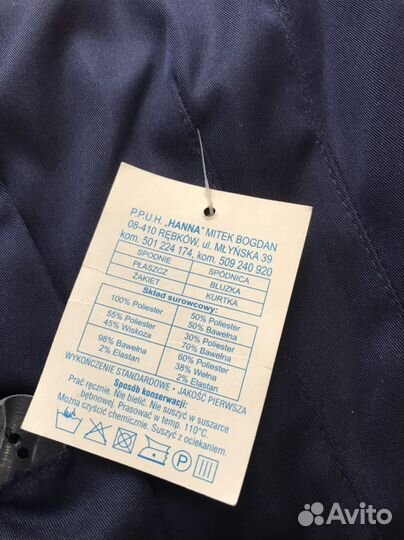 P.P.U.H. „HANNA" MITEK BOGDAN
08-410 RĘBKÓW, ul. MŁYŃSKA 39
kom. 501 224 174, kom. 509 240 920
SPODNIE SPÓDNICA
PŁASZCZ BLUZKA
ŻAKIET KURTKA
Skład surowcowy:
100% Poliester 50% Poliester
50% Bawełna
55% Poliester 30% Poliester
45% Wiskoza 70% Bawełna
98% Bawełna 60% Poliester
2% Elastan 38% Wełna
2% Elastan
WYKOŃCZENIE STANDARDOWE • JAKOŚĆ PIERWSZA
Sposób konserwacji:
Prać ręcznie. Nie bielić. Nie suszyć w suszarce
bębnowej. Prasować w temp. 110°C.
Można czyścić chemicznie. Suszyć z ociekaniem.
P
Avito